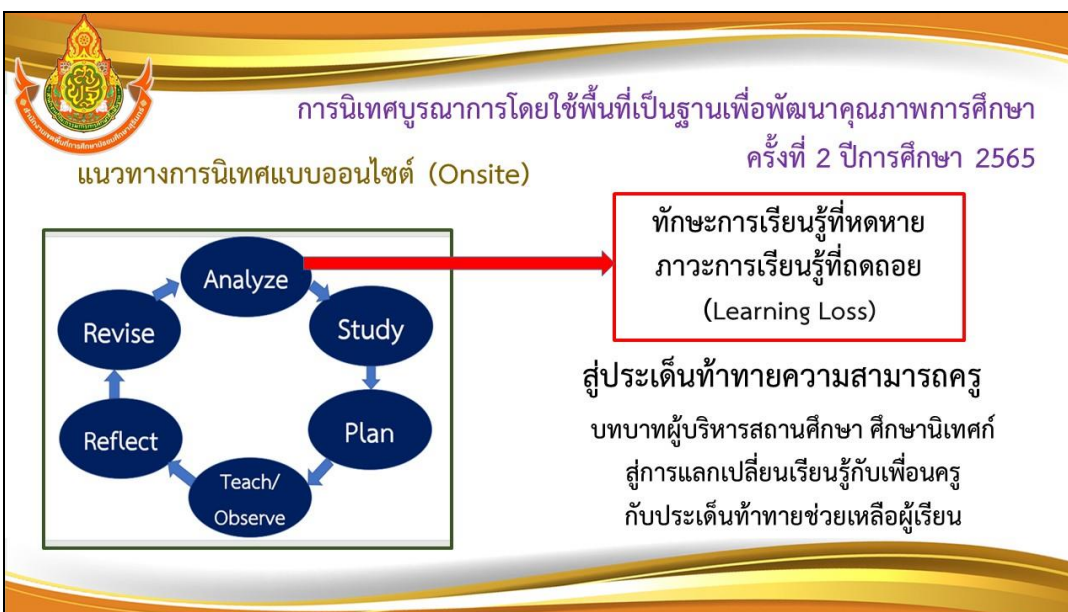 การนิเทศบูรณาการโดยใช้พื้นที่เป็นฐานเพื่อพัฒนาคุณภาพการศึกษา
ครั้งที่ 2 ปีการศึกษา 2565
แนวทางการนิเทศแบบออนไซต์ (Onsite)
Analyze
Study
Plan
Teach/
Observe
Reflect
Revise
ทักษะการเรียนรู้ที่หดหาย
ภาวะการเรียนรู้ที่ถดถอย
(Learning Loss)
สู่ประเด็นท้าทายความสามารถครู
บทบาทผู้บริหารสถานศึกษา ศึกษานิเทศก์
สู่การแลกเปลี่ยนเรียนรู้กับเพื่อนครู
กับประเด็นท้าทายช่วยเหลือผู้เรียน